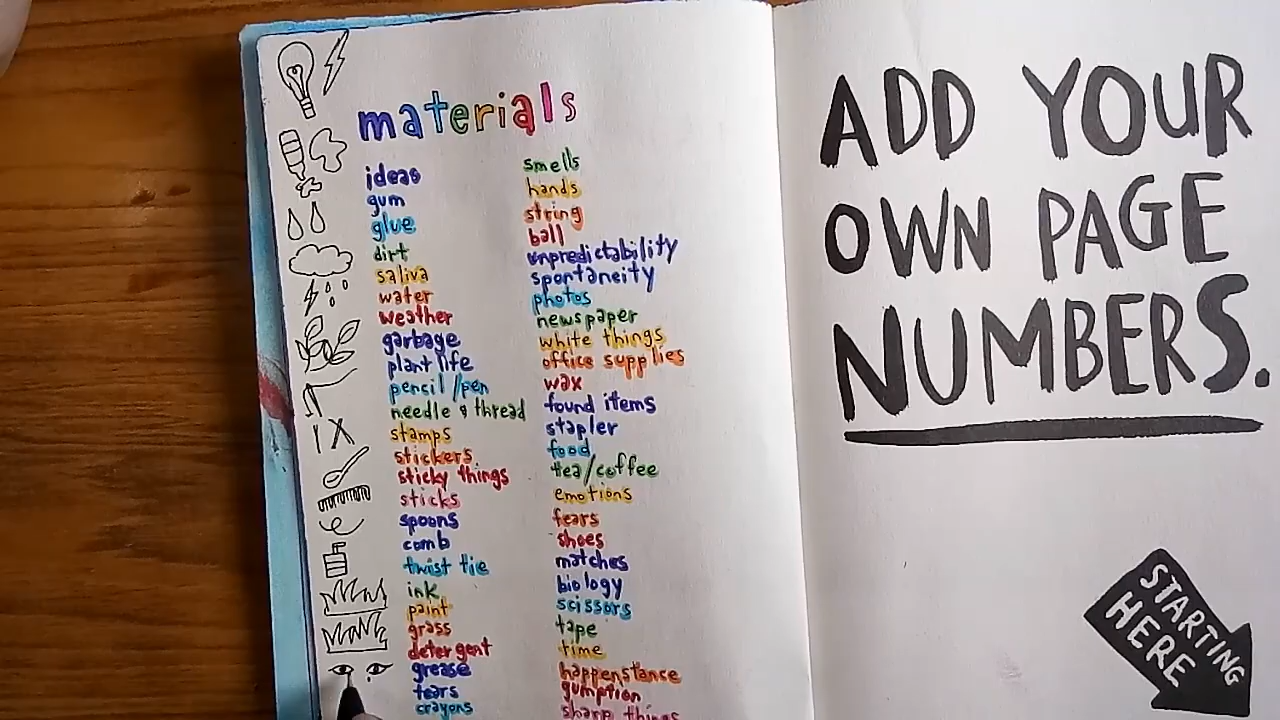 materials
ideas
gum
glue
dirt
saliva
water
weather
garbage
plant life
pencil/pen
needle & thread
stamps
stickers
sticky things
sticks
spoons
comb
twist tie
ink
paint
grass
detergent
grease
tears
crayons
smells
hands
string
ball
unpredictability
spontaneity
photos
newspaper
white things
office supplies
wax
found items
stapler
food
tea/coffee
emotions
fears
shoes
matches
biology
scissors
tape
time
happenstance
gumption
sharp things
ADD YOUR
OWN PAGE
NUMBERS.
STARTING
HERE